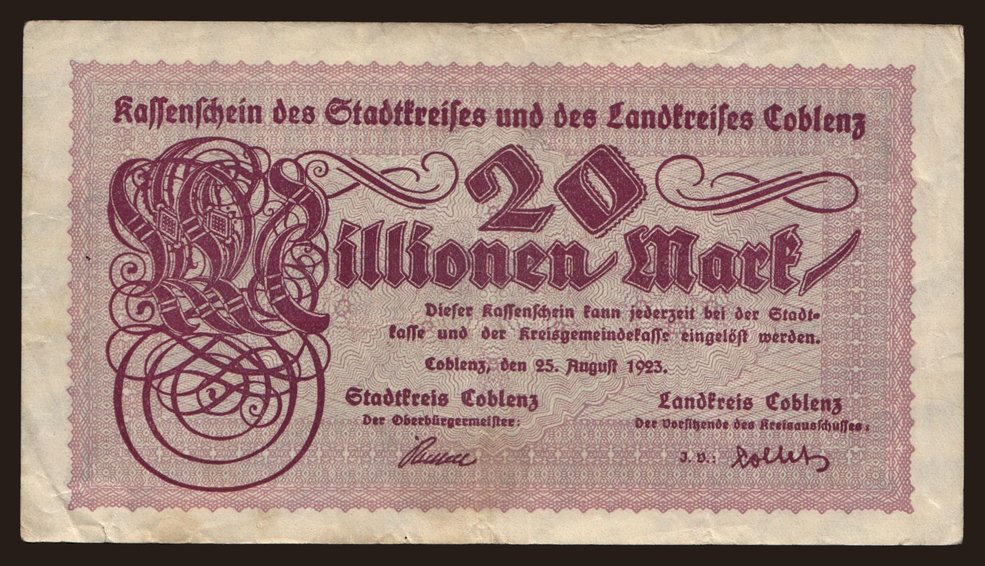 Kassenschein des Stadtkreises und des Landkreises Coblenz
20
Millionen Mark
Dieser Kassenschein kann jederzeit bei der Stadt-
kasse und der Kreisgemeindekasse eingelöst werden.
Coblenz, den 25. August 1923.
Stadtkreis Coblenz
Der Oberbürgermeister:
Landkreis Coblenz
Der Vorsitzende des Kreisausschusses:
J. V.: